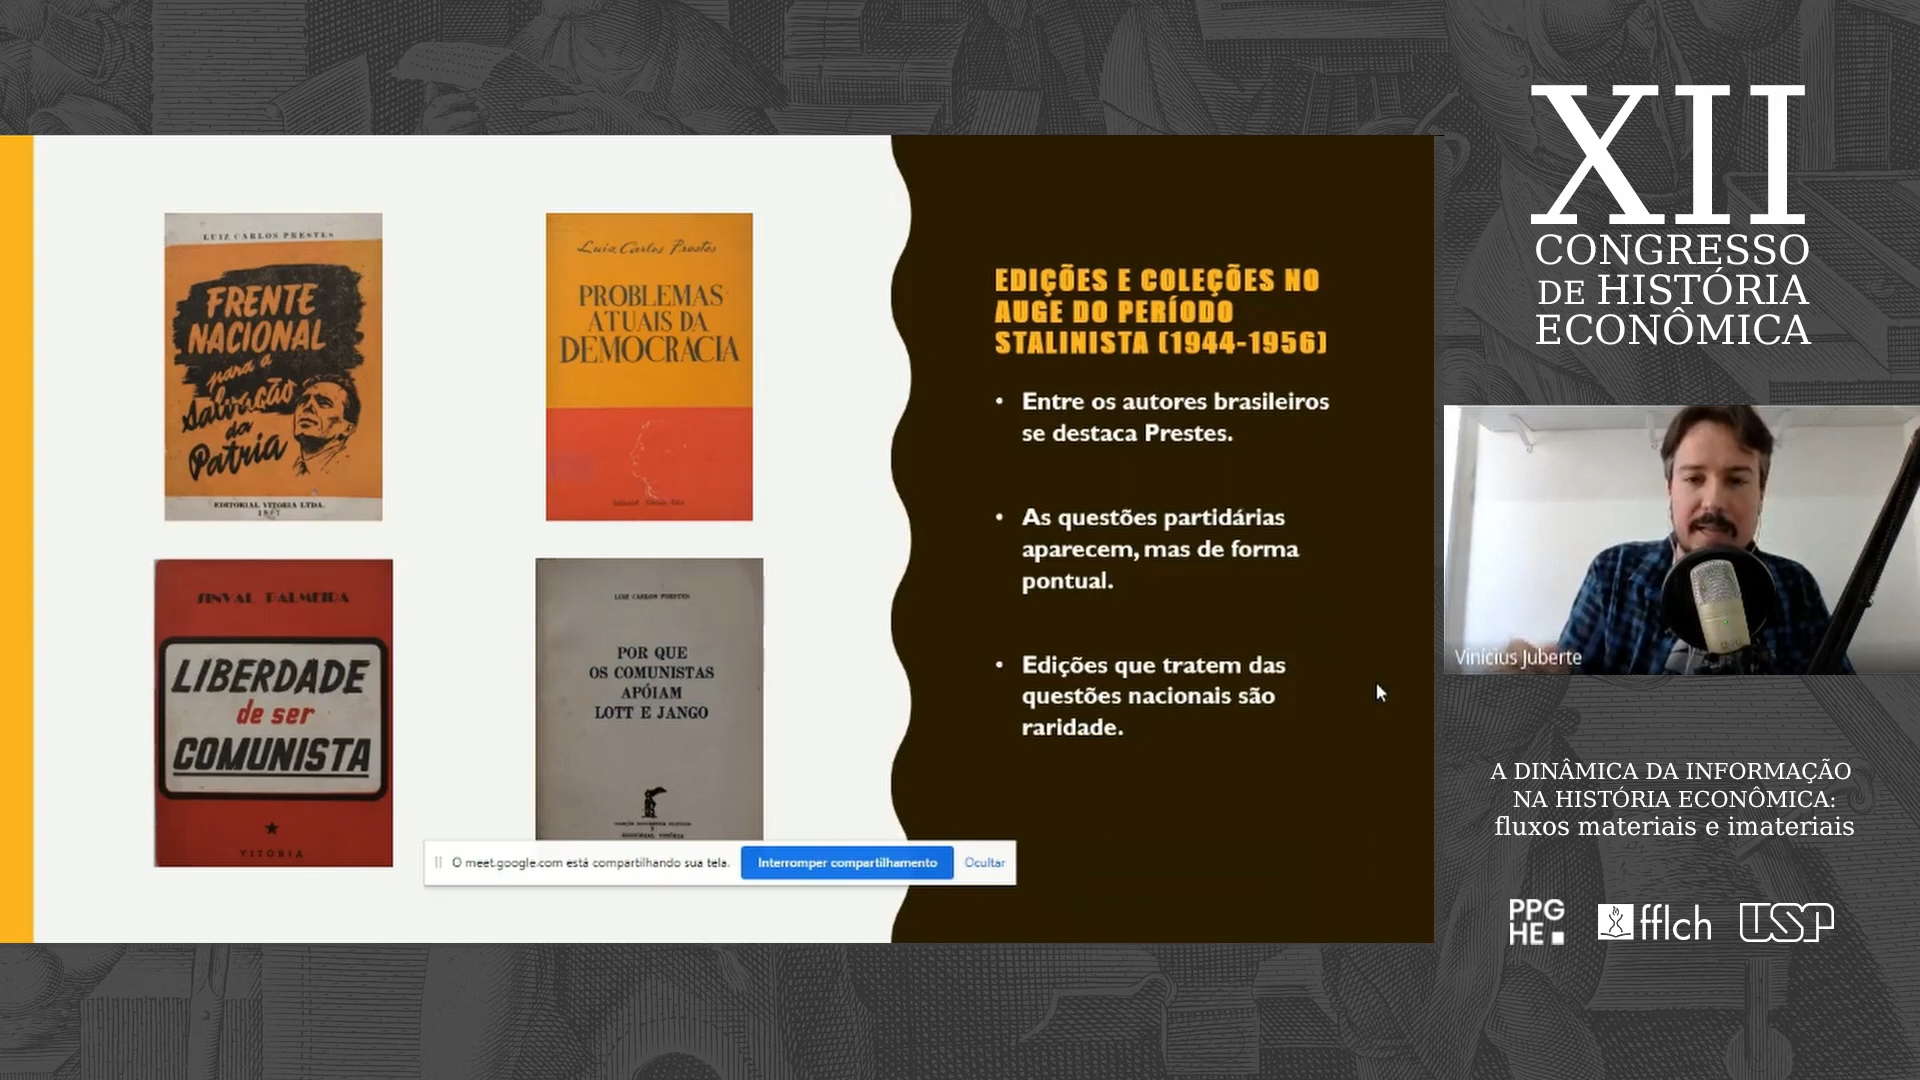 LUIZ CARLOS PRESTES
FRENTE
NACIONAL
para a
Salvação
da
Patria
EDITORIAL VITORIA LTDA.
Luiz Carlos Prestes
PROBLEMAS
ATUAIS DA
DEMOCRACIA
SINVAL PALMEIRA
LIBERDADE
de ser
COMUNISTA
VITÓRIA
LUIZ CARLOS PRESTES
POR QUE
OS COMUNISTAS
APÓIAM
LOTT E JANGO
EDITORIAL VITÓRIA
EDIÇÕES E COLEÇÕES NO
AUGE DO PERÍODO
STALINISTA (1944-1956)
• Entre os autores brasileiros
se destaca Prestes.
• As questões partidárias
aparecem, mas de forma
pontual.
• Edições que tratem das
questões nacionais são
raridade.
O meet.google.com está compartilhando sua tela.
Interromper compartilhamento
Ocultar
XII
CONGRESSO
DE HISTÓRIA
ECONÔMICA
Vinícius Juberte
A DINÂMICA DA INFORMAÇÃO
NA HISTÓRIA ECONÔMICA:
fluxos materiais e imateriais
PPG
HE
fflch
USP